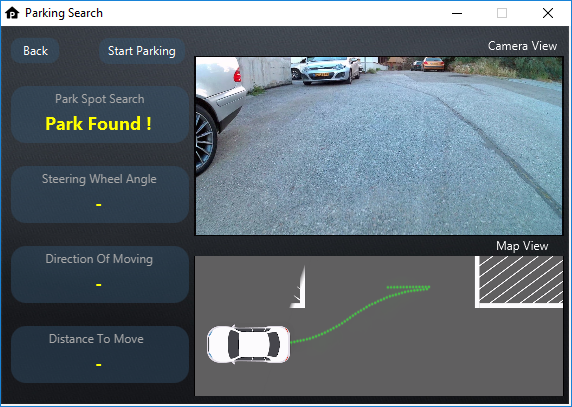 Parking Search
Back
Start Parking
Camera View
Park Spot Search
Park Found !
Steering Wheel Angle
-
Map View
Direction Of Moving
-
Distance To Move
-